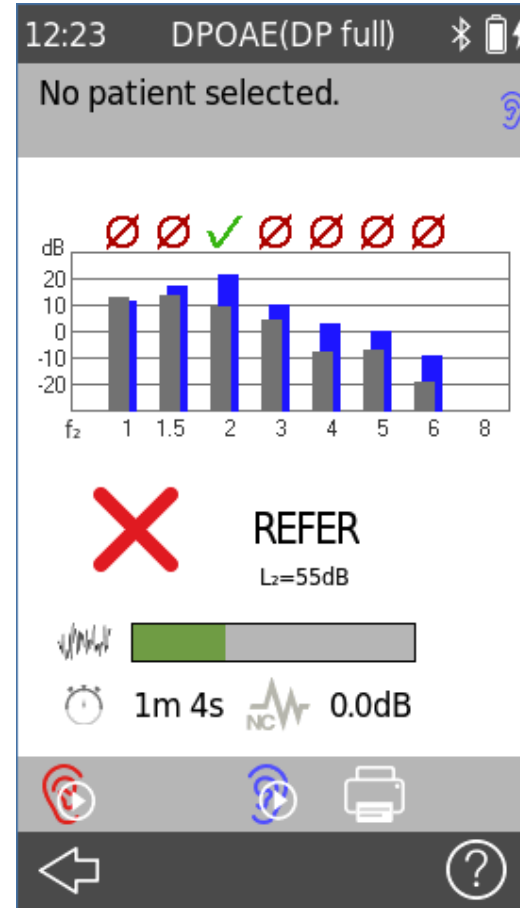 12:23 DPOAE(DP full)
No patient selected.
dB
20
10
0
-10
-20
f₂ 1 1.5 2 3 4 5 6 8
REFER
L₂=55dB
1m 4s NC 0.0dB
?